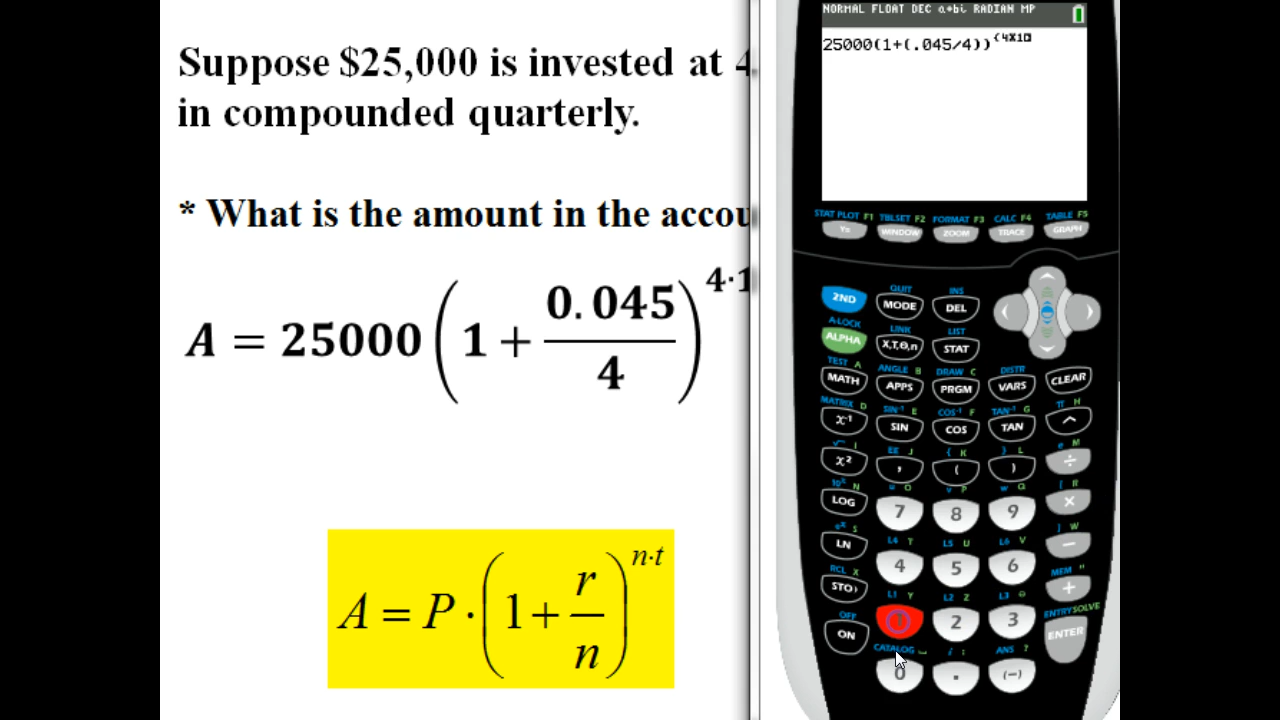 Suppose $25,000 is invested at 4
in compounded quarterly.
* What is the amount in the accou
A = 25000 (1 + 0.045/4)^4·1
A = P · (1 + r/n)^n·t
NORMAL FLOAT DEC a+bi RADIAN MP
25000(1+(.045/4))^(4X1
STAT PLOT F1 TBLSET F2 FORMAT F3 CALC F4 TABLE F5
Y= WINDOW ZOOM TRACE GRAPH
QUIT INS
2ND MODE DEL
A-LOCK LINK LIST
ALPHA X,T,Θ,n STAT
TEST A ANGLE B DRAW C DISTR
MATH APPS PRGM VARS CLEAR
MATRIX D SIN⁻¹ E COS⁻¹ F TAN⁻¹ G π H
x⁻¹ SIN COS TAN ^
√ I EE J { K } L e M
x² , ( ) ÷
10ˣ N u O v P w Q [ R
LOG 7 8 9 ×
eˣ S L4 T L5 U L6 V ] W
LN 4 5 6 −
RCL X L1 Y L2 Z L3 θ MEM "
STO› 1 2 3 +
OFF CATALOG ␣ i : ANS ? ENTRY SOLVE
ON 0 . (−) ENTER